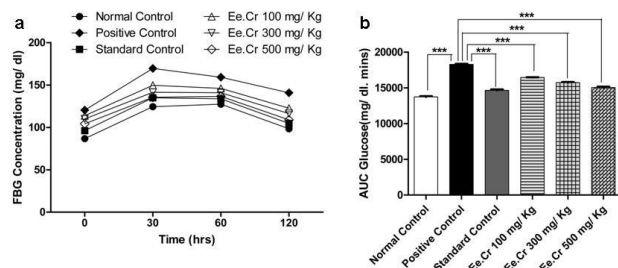 a
Normal Control
Positive Control
Standard Control
Ee.Cr 100 mg/ Kg
Ee.Cr 300 mg/ Kg
Ee.Cr 500 mg/ Kg
FBG Concentration (mg/ dl)
200
150
100
50
0
0 30 60 120
Time (hrs)
b
***
***
***
*** ***
AUC Glucose(mg/ dl. mins)
20000
15000
10000
5000
0
Normal Control
Positive Control
Standard Control
Ee.Cr 100 mg/ Kg
Ee.Cr 300 mg/ Kg
Ee.Cr 500 mg/ Kg